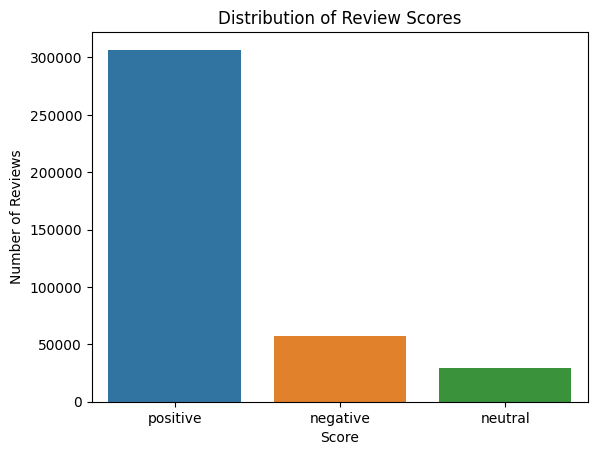 Distribution of Review Scores
Number of Reviews
300000
250000
200000
150000
100000
50000
0
positive negative neutral
Score